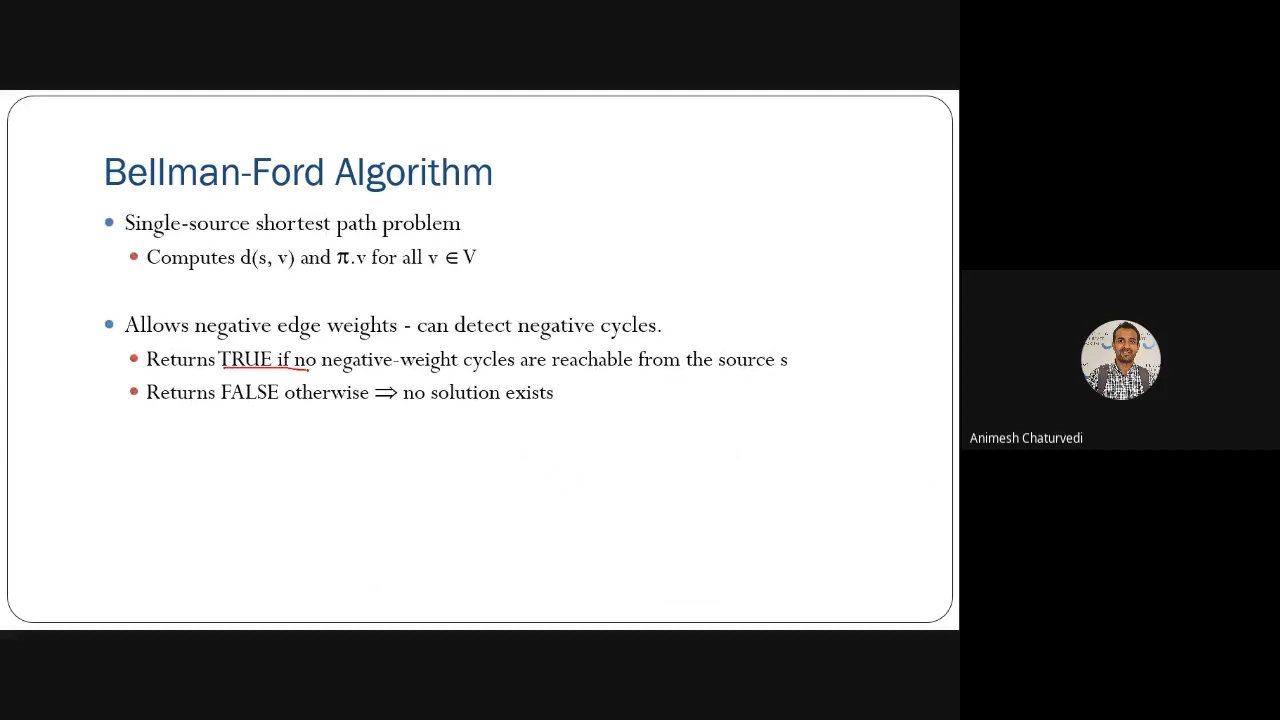 Bellman-Ford Algorithm
Single-source shortest path problem
Computes d(s, v) and π.v for all v ∈ V
Allows negative edge weights - can detect negative cycles.
Returns TRUE if no negative-weight cycles are reachable from the source s
Returns FALSE otherwise ⟹ no solution exists
Animesh Chaturvedi